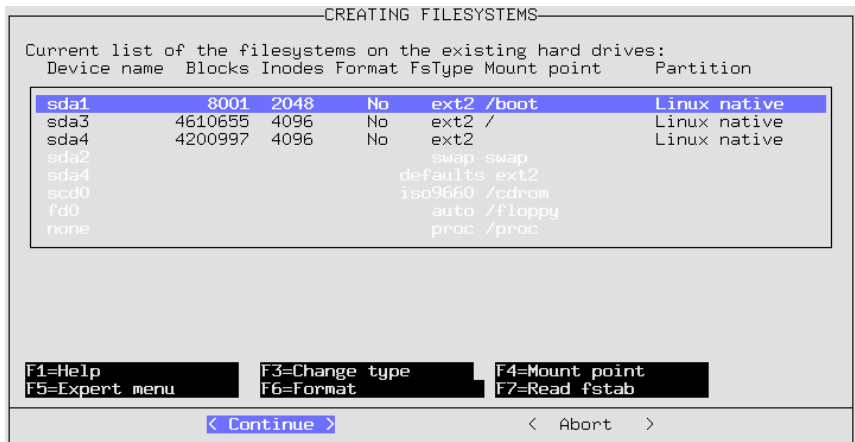 CREATING FILESYSTEMS
Current list of the filesystems on the existing hard drives:
Device name Blocks Inodes Format FsType Mount point Partition
sda1 8001 2048 No ext2 /boot Linux native
sda3 4610655 4096 No ext2 / Linux native
sda4 4200997 4096 No ext2 Linux native
sda2 swap swap
sda4 defaults ext2
scd0 iso9660 /cdrom
fd0 auto /floppy
none proc /proc
F1=Help F3=Change type F4=Mount point
F5=Expert menu F6=Format F7=Read fstab
< Continue > < Abort >